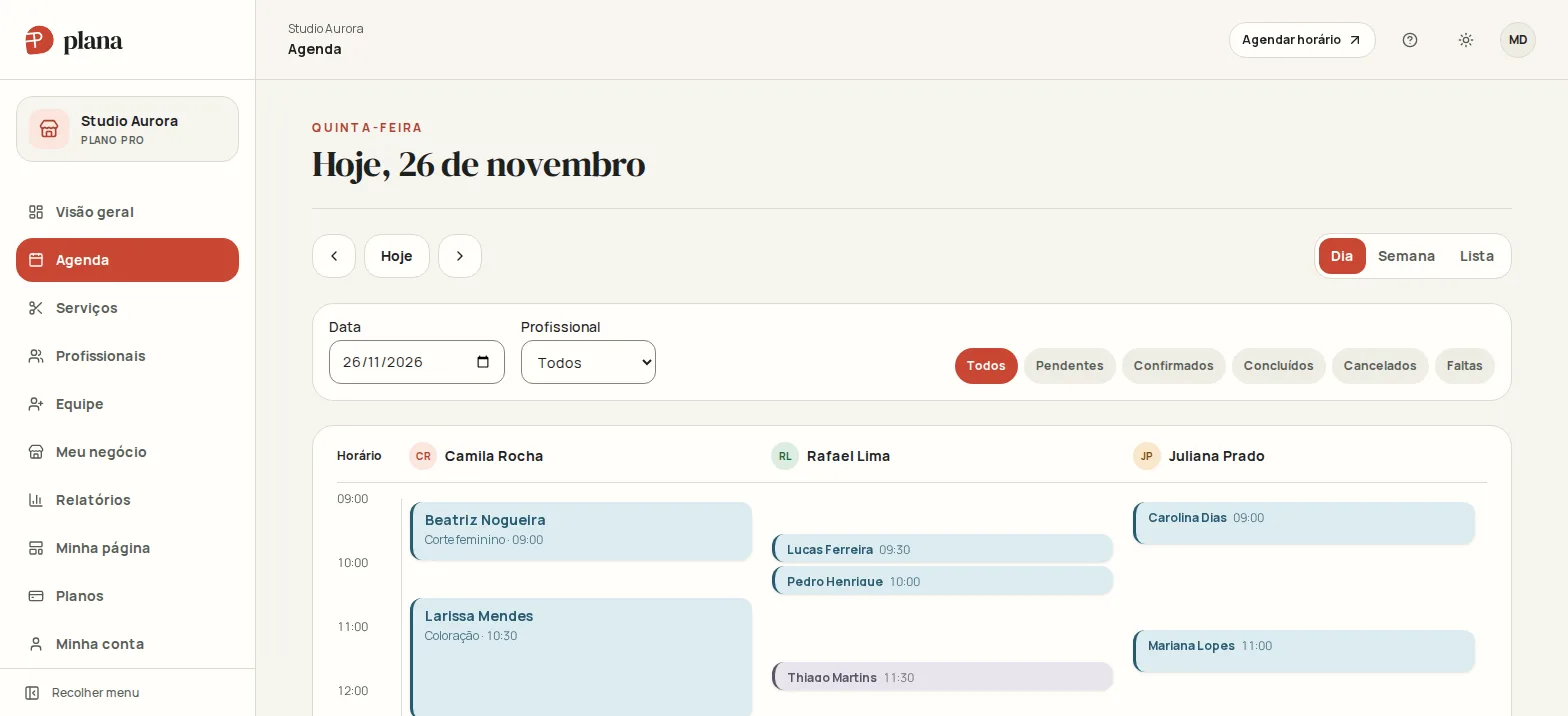 plana
Studio Aurora
Agenda
Agendar horário
MD
Studio Aurora
PLANO PRO
Visão geral
Agenda
Serviços
Profissionais
Equipe
Meu negócio
Relatórios
Minha página
Planos
Minha conta
Recolher menu
QUINTA-FEIRA
Hoje, 26 de novembro
Hoje
Dia Semana Lista
Data Profissional
26/11/2026 Todos
Todos Pendentes Confirmados Concluídos Cancelados Faltas
Horário CR Camila Rocha RL Rafael Lima JP Juliana Prado
09:00
Beatriz Nogueira
Corte feminino · 09:00
Carolina Dias 09:00
Lucas Ferreira 09:30
10:00
Pedro Henrique 10:00
Larissa Mendes
Coloração · 10:30
11:00
Mariana Lopes 11:00
Thiago Martins 11:30
12:00